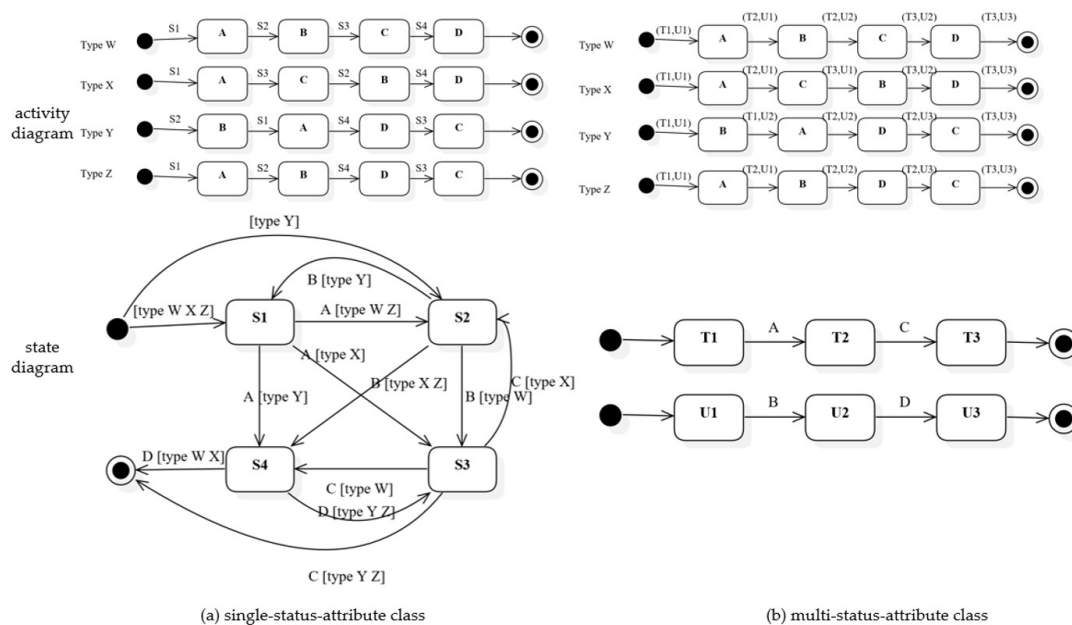 S1 S2 S3 S4
Type W A B C D
S1 S3 S2 S4
Type X A C B D
activity
diagram
S2 S1 S4 S3
Type Y B A D C
S1 S2 S4 S3
Type Z A B D C
(T1,U1) (T2,U1) (T2,U2) (T3,U2) (T3,U3)
Type W A B C D
(T1,U1) (T2,U1) (T3,U1) (T3,U2) (T3,U3)
Type X A C B D
(T1,U1) (T1,U2) (T2,U2) (T2,U3) (T3,U3)
Type Y B A D C
(T1,U1) (T2,U1) (T2,U2) (T2,U3) (T3,U3)
Type Z A B D C
[type Y]
B [type Y]
[type W X Z] S1 A [type W Z] S2
state
diagram
A [type X]
B [type X Z] C [type X]
A [type Y] B [type W]
D [type W X] S4 S3
C [type W]
D [type Y Z]
C [type Y Z]
T1 A T2 C T3
U1 B U2 D U3
(a) single-status-attribute class
(b) multi-status-attribute class